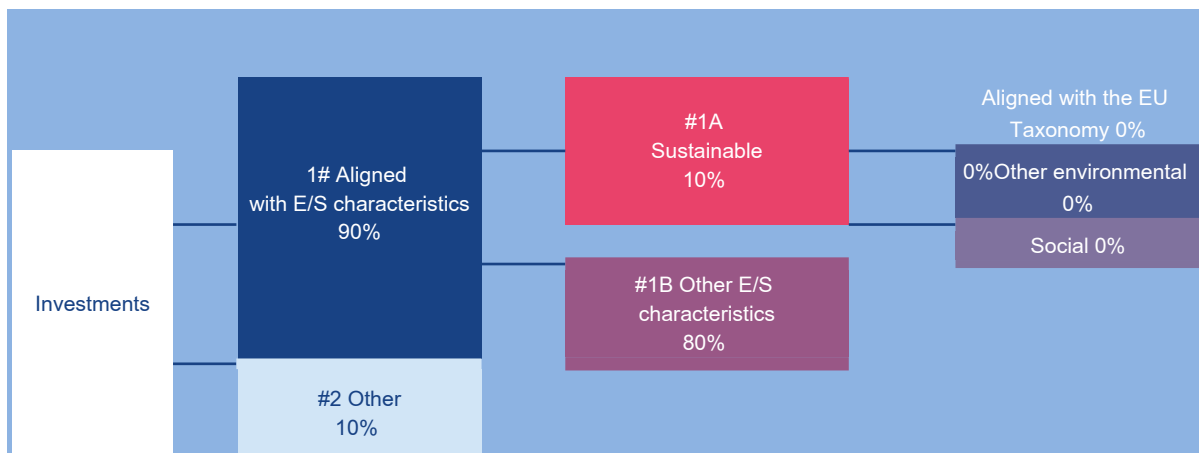 Investments
1# Aligned
with E/S characteristics
90%
#2 Other
10%
#1A
Sustainable
10%
#1B Other E/S
characteristics
80%
Aligned with the EU
Taxonomy 0%
0%Other environmental
0%
Social 0%